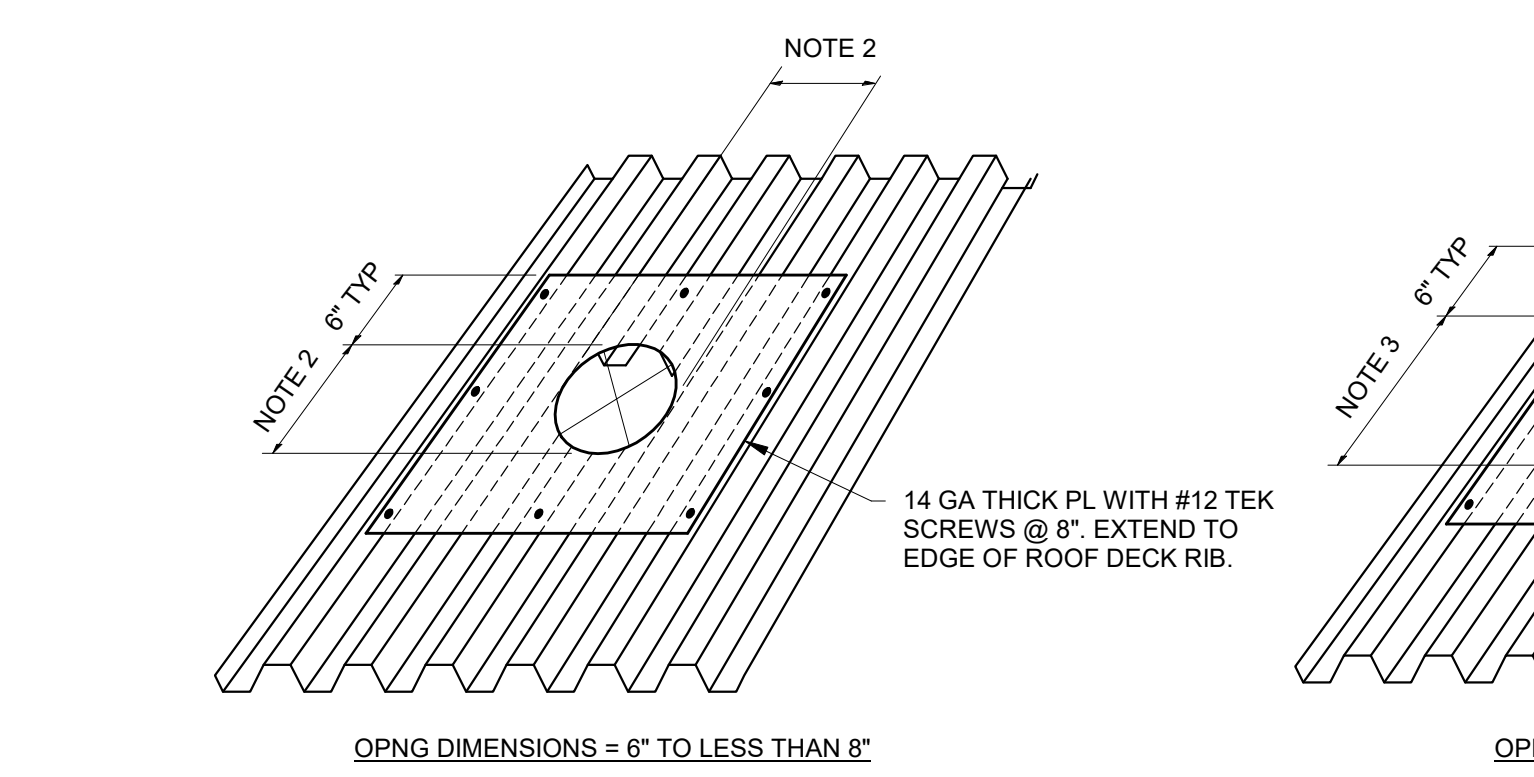 NOTE 2
6" TYP
NOTE 2
14 GA THICK PL WITH #12 TEK
SCREWS @ 8". EXTEND TO
EDGE OF ROOF DECK RIB.
OPNG DIMENSIONS = 6" TO LESS THAN 8"
6" TYP
NOTE 3